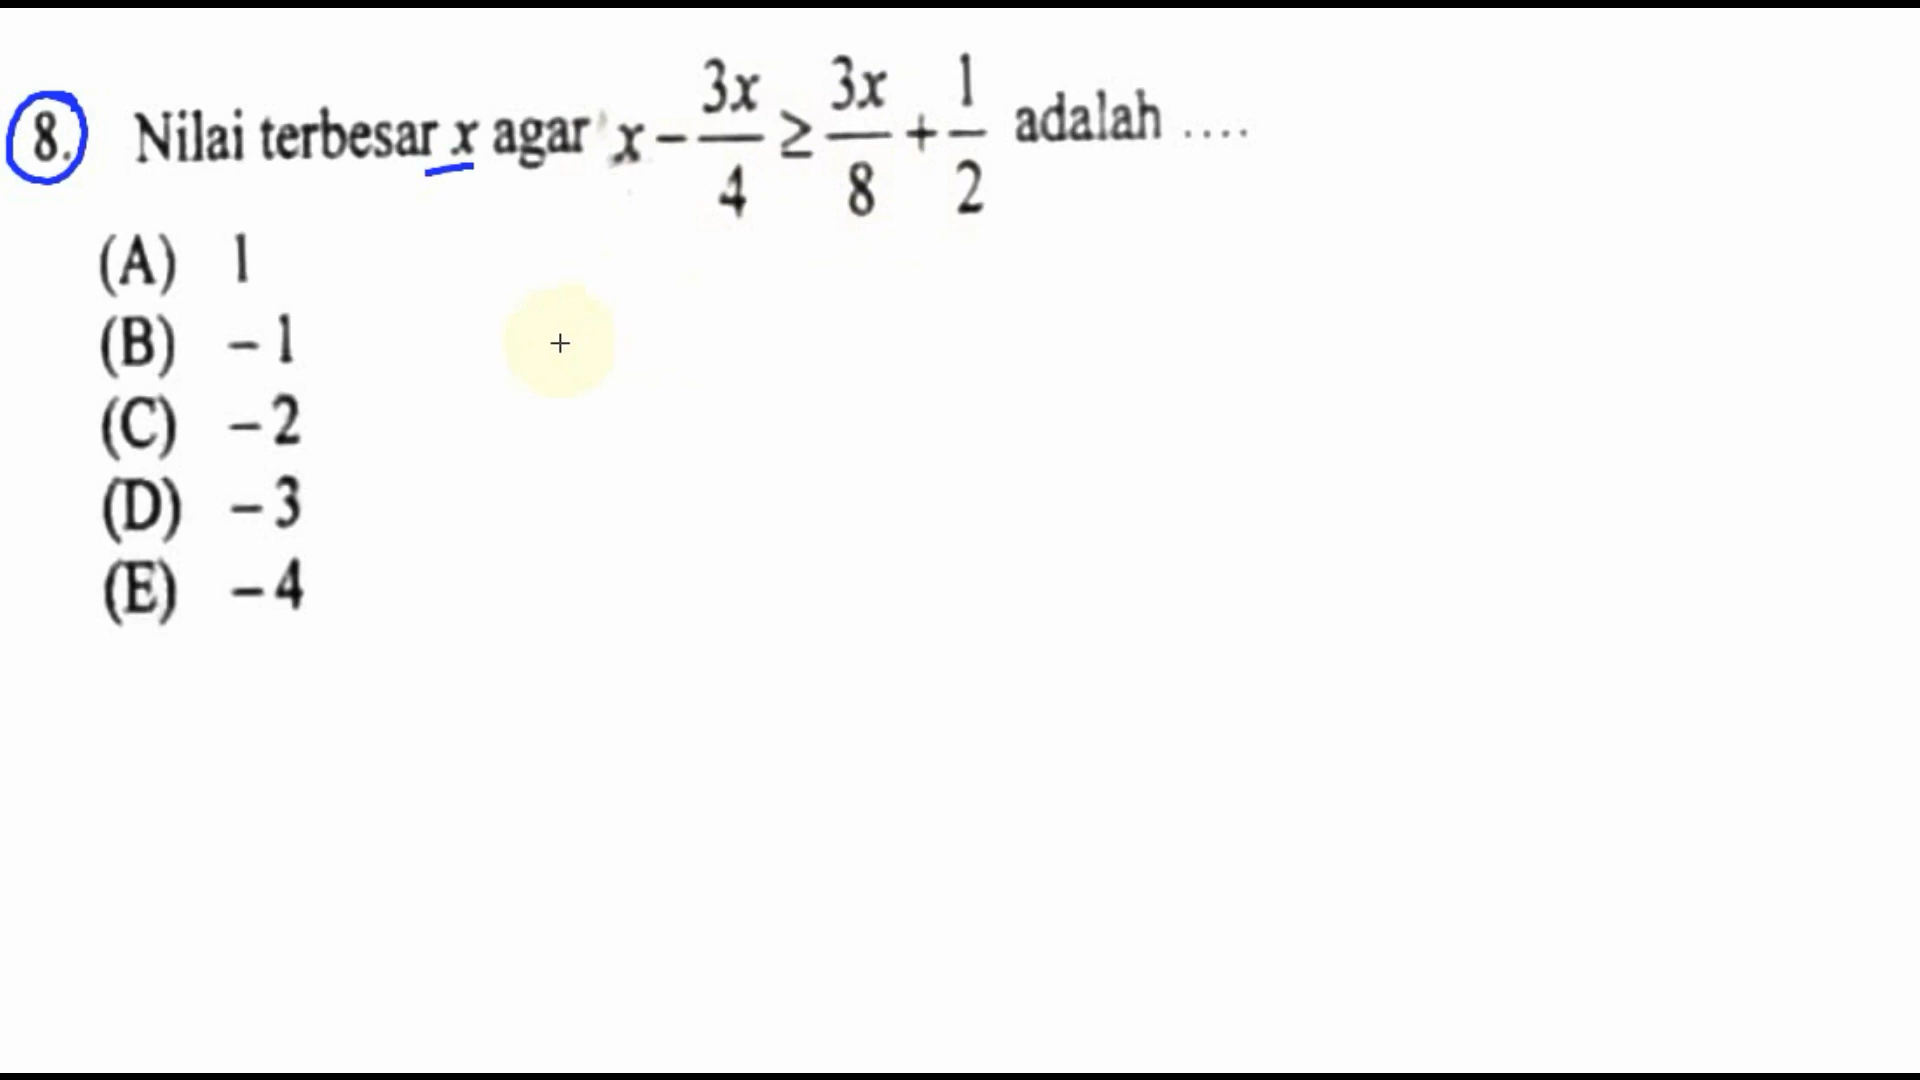 8. Nilai terbesar x agar x - 3x/4 ≥ 3x/8 + 1/2 adalah ....
(A) 1
(B) -1
(C) -2
(D) -3
(E) -4